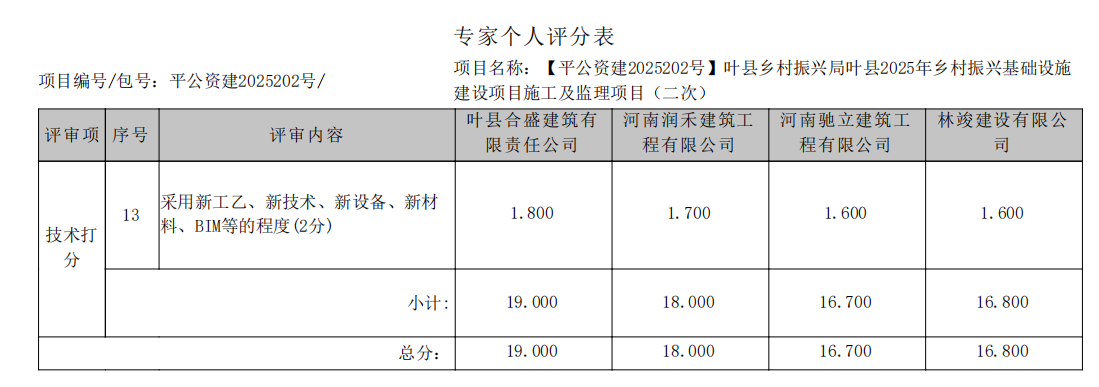 专家个人评分表
项目编号/包号：平公资建2025202号/
项目名称：【平公资建2025202号】叶县乡村振兴局叶县2025年乡村振兴基础设施
建设项目施工及监理项目（二次）
评审项 序号 评审内容 叶县合盛建筑有 河南润禾建筑工 河南驰立建筑工 林竣建设有限公
限责任公司 程有限公司 程有限公司 司
技术打
分
13
采用新工乙、新技术、新设备、新材
料、BIM等的程度(2分)
1.800 1.700 1.600 1.600
小计: 19.000 18.000 16.700 16.800
总分: 19.000 18.000 16.700 16.800